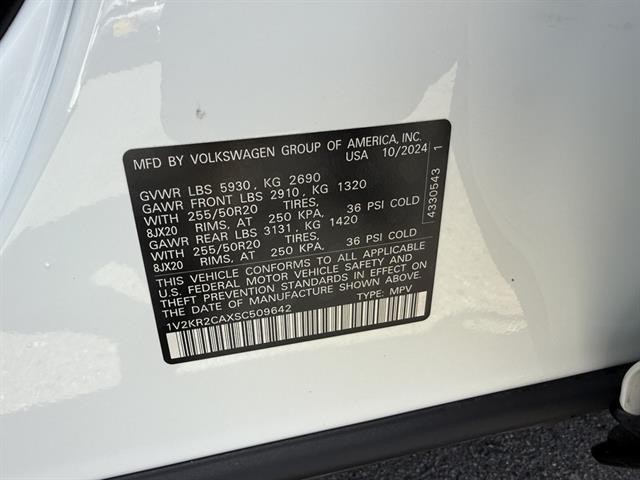 MFD BY VOLKSWAGEN GROUP OF AMERICA, INC.
USA 10/2024
GVWR LBS 5930, KG 2690
GAWR FRONT LBS 2910, KG 1320
WITH 255/50R20 TIRES,
8JX20 RIMS, AT 250 KPA, 36 PSI COLD
GAWR REAR LBS 3131, KG 1420
WITH 255/50R20 TIRES,
8JX20 RIMS, AT 250 KPA, 36 PSI COLD
THIS VEHICLE CONFORMS TO ALL APPLICABLE
U.S. FEDERAL MOTOR VEHICLE SAFETY AND
THEFT PREVENTION STANDARDS IN EFFECT ON
THE DATE OF MANUFACTURE SHOWN ABOVE.
1V2KR2CAXSC509642 TYPE: MPV
4330543 1